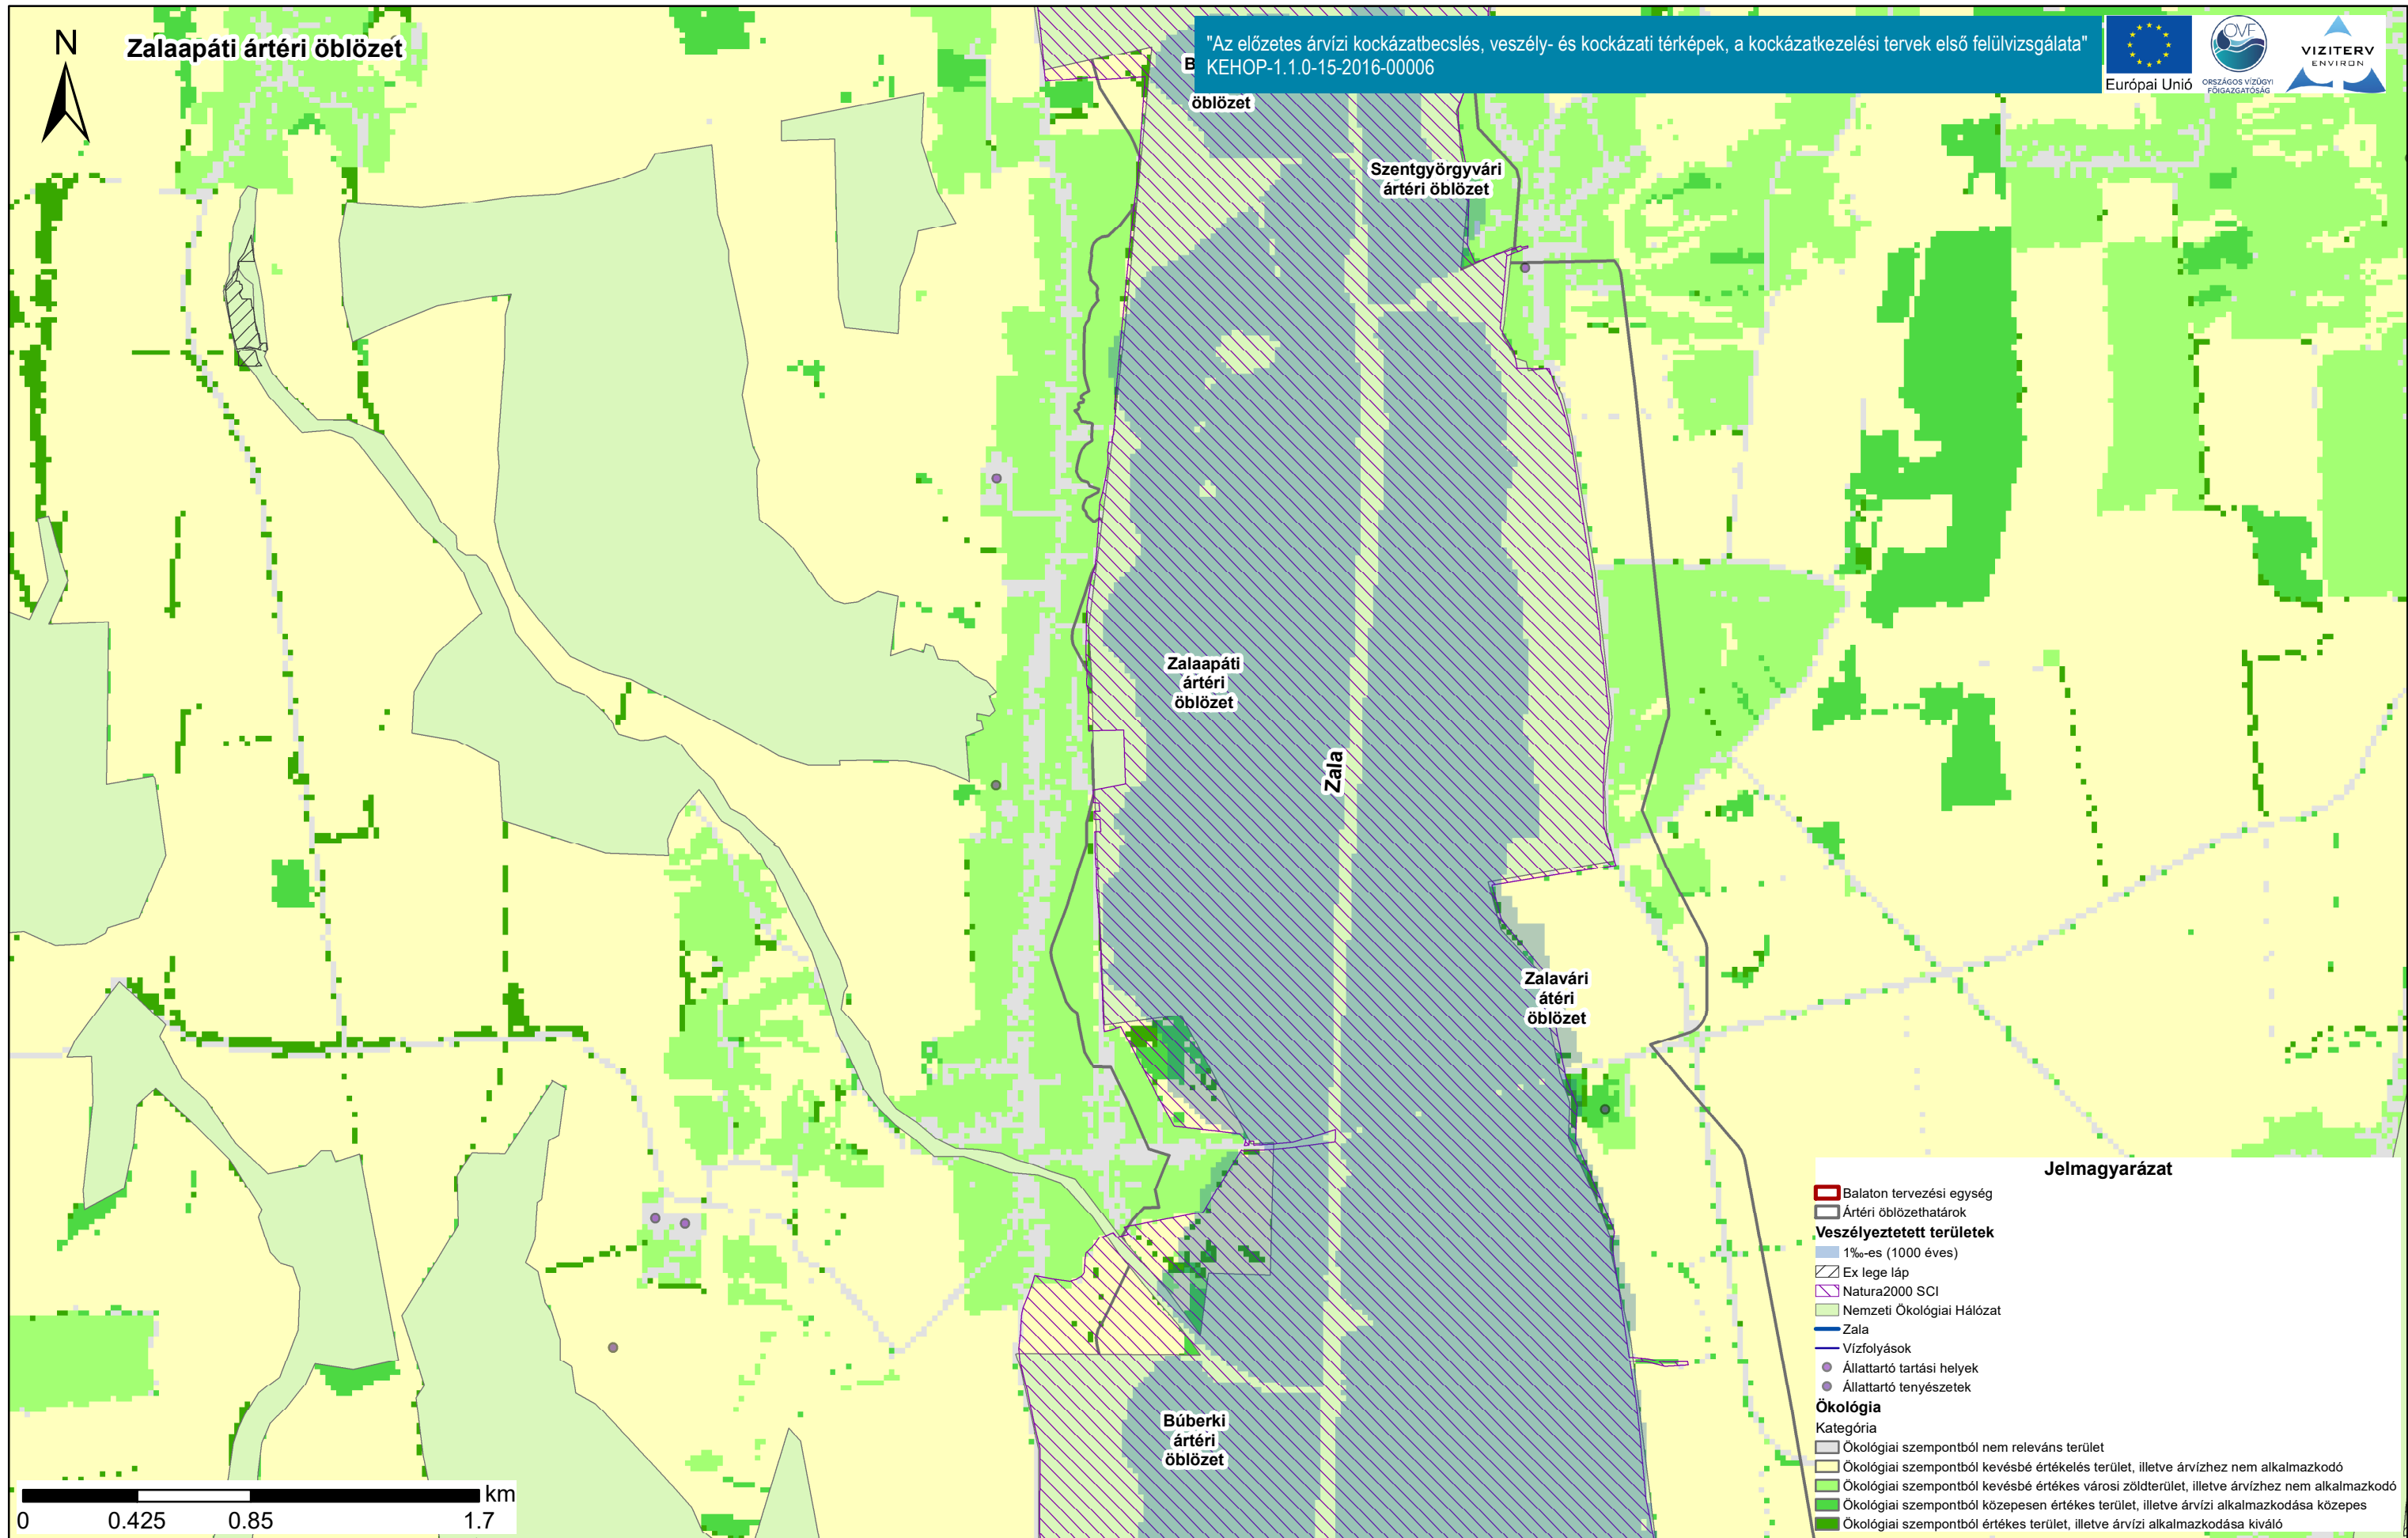 N
Zalaapáti ártéri öblözet
"Az előzetes árvízi kockázatbecslés, veszély- és kockázati térképek, a kockázatkezelési tervek első felülvizsgálata"
KEHOP-1.1.0-15-2016-00006
Európai Unió
OVF
ORSZÁGOS VÍZÜGYI
FŐIGAZGATÓSÁG
VIZITERV
ENVIRON
B
öblözet
Szentgyörgyvári
ártéri öblözet
Zalaapáti
ártéri
öblözet
Zala
Zalavári
átéri
öblözet
Búberki
ártéri
öblözet
Jelmagyarázat
Balaton tervezési egység
Ártéri öblözethatárok
Veszélyeztetett területek
1‰-es (1000 éves)
Ex lege láp
Natura2000 SCI
Nemzeti Ökológiai Hálózat
Zala
Vízfolyások
Állattartó tartási helyek
Állattartó tenyészetek
Ökológia
Kategória
Ökológiai szempontból nem releváns terület
Ökológiai szempontból kevésbé értékelés terület, illetve árvízhez nem alkalmazkodó
Ökológiai szempontból kevésbé értékes városi zöldterület, illetve árvízhez nem alkalmazkodó
Ökológiai szempontból közepesen értékes terület, illetve árvízi alkalmazkodása közepes
Ökológiai szempontból értékes terület, illetve árvízi alkalmazkodása kiváló
km
0 0.425 0.85 1.7